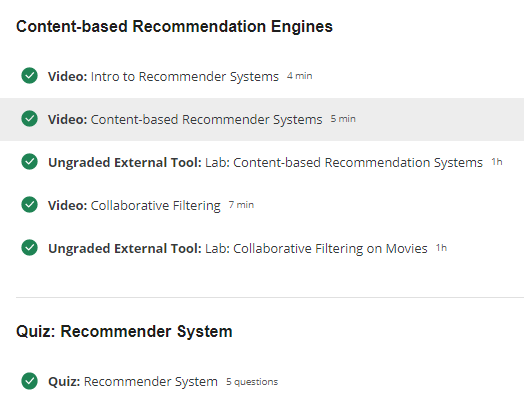 Content-based Recommendation Engines
Video: Intro to Recommender Systems 4 min
Video: Content-based Recommender Systems 5 min
Ungraded External Tool: Lab: Content-based Recommendation Systems 1h
Video: Collaborative Filtering 7 min
Ungraded External Tool: Lab: Collaborative Filtering on Movies 1h
Quiz: Recommender System
Quiz: Recommender System 5 questions